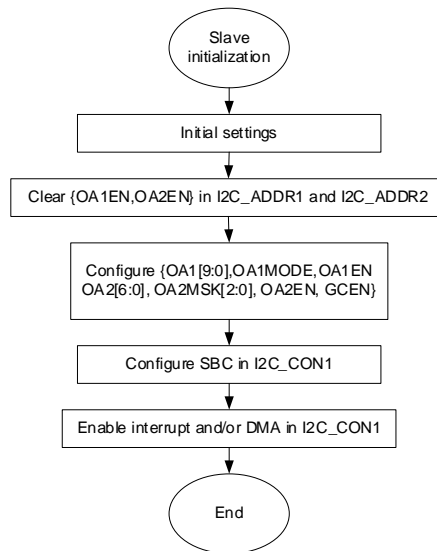 Slave
initialization
Initial settings
Clear {OA1EN,OA2EN} in I2C_ADDR1 and I2C_ADDR2
Configure {OA1[9:0],OA1MODE,OA1EN
OA2[6:0], OA2MSK[2:0], OA2EN, GCEN}
Configure SBC in I2C_CON1
Enable interrupt and/or DMA in I2C_CON1
End